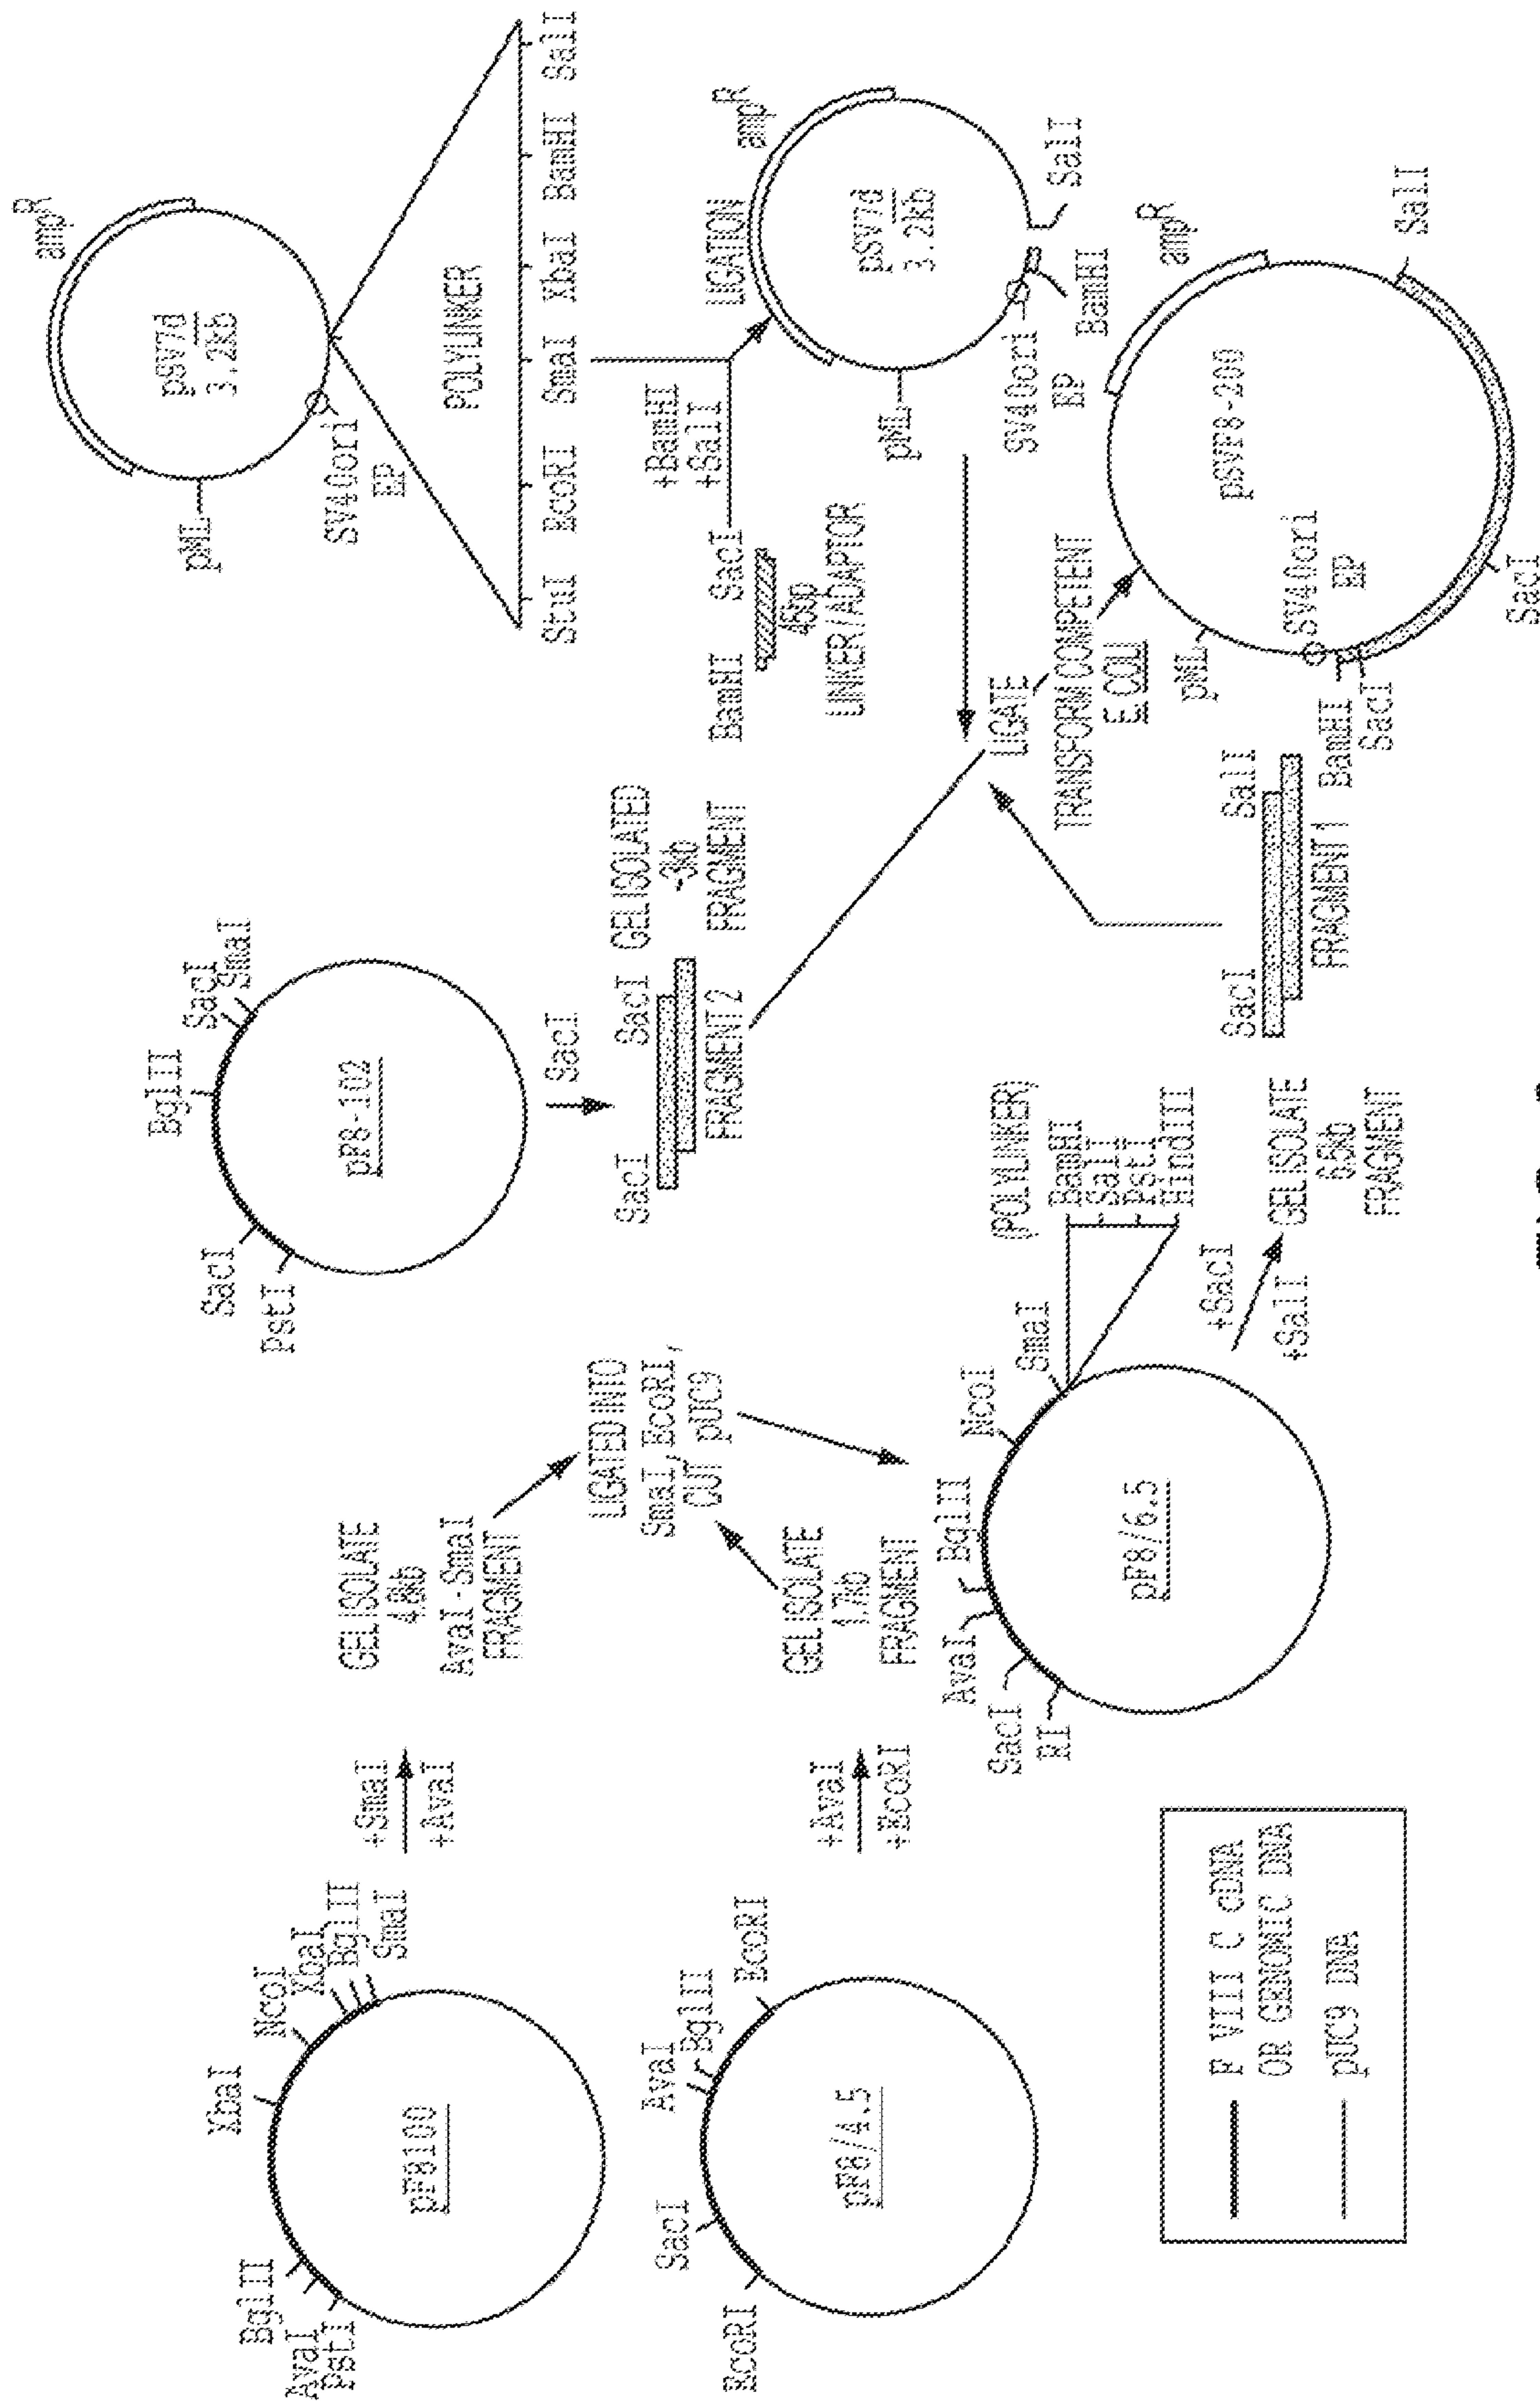 BglII
AvaI
PstI
XbaI
NcoI
XbaI
BglII
SmaI
pF8100
+SmaI
+AvaI
GEL ISOLATE
4.8kb
AvaI-SmaI
FRAGMENT
EcoRI
SacI
AvaI
BglII
EcoRI
pF8/4.5
+AvaI
+EcoRI
GEL ISOLATE
1.7kb
FRAGMENT
LIGATED INTO
SmaI, EcoRI,
CUT pUC9
F VIII C cDNA
OR GENOMIC DNA
pUC9 DNA
SacI
RI
AvaI
BglII
NcoI
SmaI
pF8/6.5
(POLYLINKER)
BamHI
SalI
PstI
HindIII
+SacI
+SalI
GEL ISOLATE
6.5kb
FRAGMENT
SacI
PstI
BglII
SacI
SmaI
pF8-102
SacI
SacI
SacI
FRAGMENT 2
GEL ISOLATED
~3kb
FRAGMENT
SacI
SalI
FRAGMENT 1
ampR
pSV7d
3.2kb
pML
SV40ori
EP
POLYLINKER
StuI EcoRI SmaI XbaI BamHI SalI
+BamHI
+SalI
BamHI SacI
45bp
LINKER/ADAPTOR
LIGATION
ampR
pSV7d
3.2kb
pML
SV40ori
EP
BamHI
SalI
LIGATE
TRANSFORM COMPETENT
E COLI
ampR
pSVF8-200
pML
SV40ori
EP
BamHI
SacI
SacI
SalI